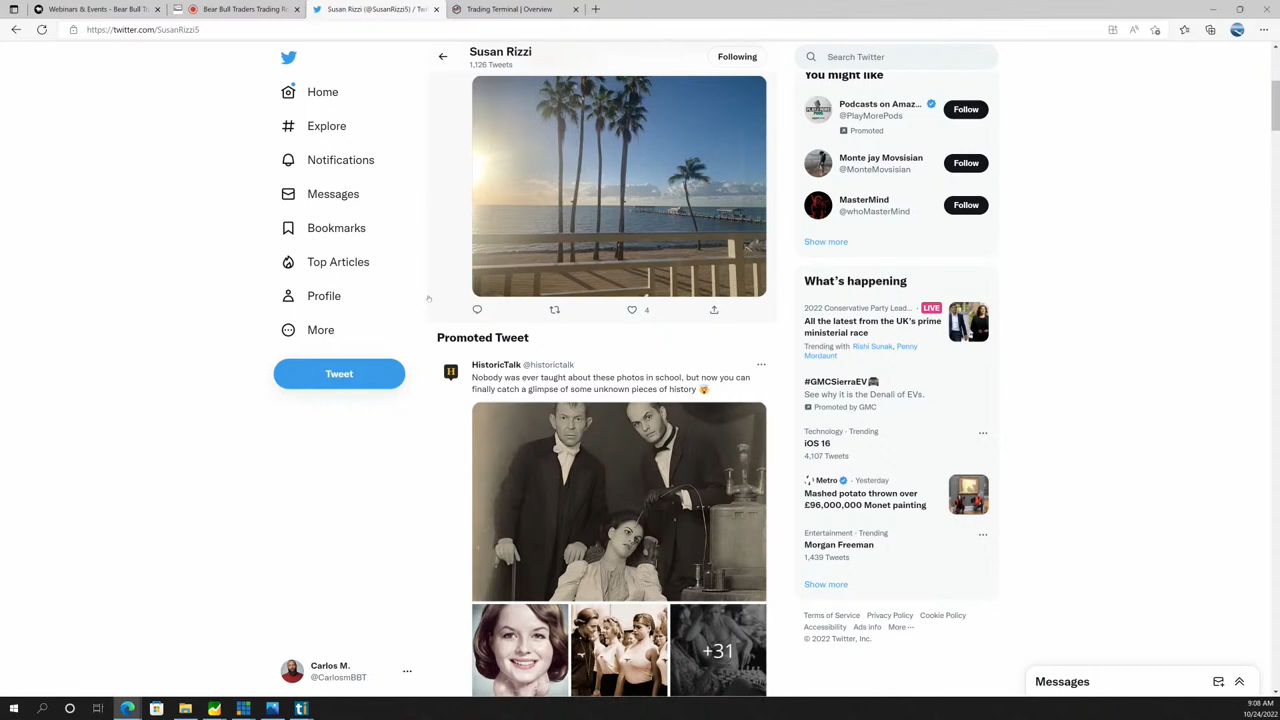 Webinars & Events - Bear Bull T
Bear Bull Traders Trading Ro
Susan Rizzi (@SusanRizzi5) / Tw
Trading Terminal | Overview
https://twitter.com/SusanRizzi5
Susan Rizzi
1,126 Tweets
Following
Search Twitter
Home
Explore
Notifications
Messages
Bookmarks
Top Articles
Profile
More
Tweet
Carlos M.
@CarlosmBBT
4
Promoted Tweet
HistoricTalk @historictalk
Nobody was ever taught about these photos in school, but now you can
finally catch a glimpse of some unknown pieces of history 🤯
+31
You might like
Podcasts on Amaz...
@PlayMorePods
Promoted
Follow
Monte jay Movsisian
@MonteMovsisian
Follow
MasterMind
@whoMasterMind
Follow
Show more
What's happening
2022 Conservative Party Lead... · LIVE
All the latest from the UK's prime
ministerial race
Trending with Rishi Sunak, Penny
Mordaunt
#GMCSierraEV
See why it is the Denali of EVs.
Promoted by GMC
Technology · Trending
iOS 16
4,107 Tweets
Metro · Yesterday
Mashed potato thrown over
£96,000,000 Monet painting
Entertainment · Trending
Morgan Freeman
1,439 Tweets
Show more
Terms of Service Privacy Policy Cookie Policy
Accessibility Ads info More ···
© 2022 Twitter, Inc.
Messages
9:08 AM
10/24/2022